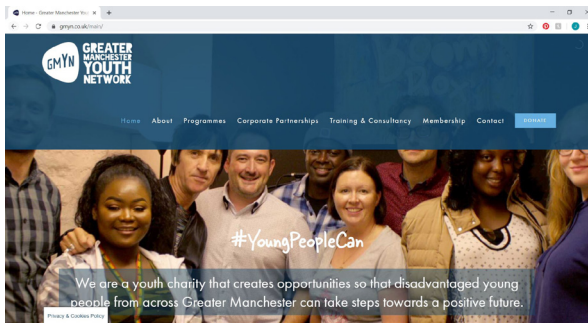 Home - Greater Manchester You
gmyn.co.uk/main/
GMYN
GREATER
MANCHESTER
YOUTH
NETWORK
Home About Programmes Corporate Partnerships Training & Consultancy Membership Contact
#YoungPeopleCan
We are a youth charity that creates opportunities so that disadvantaged young
people from across Greater Manchester can take steps towards a positive future.
Privacy & Cookies Policy